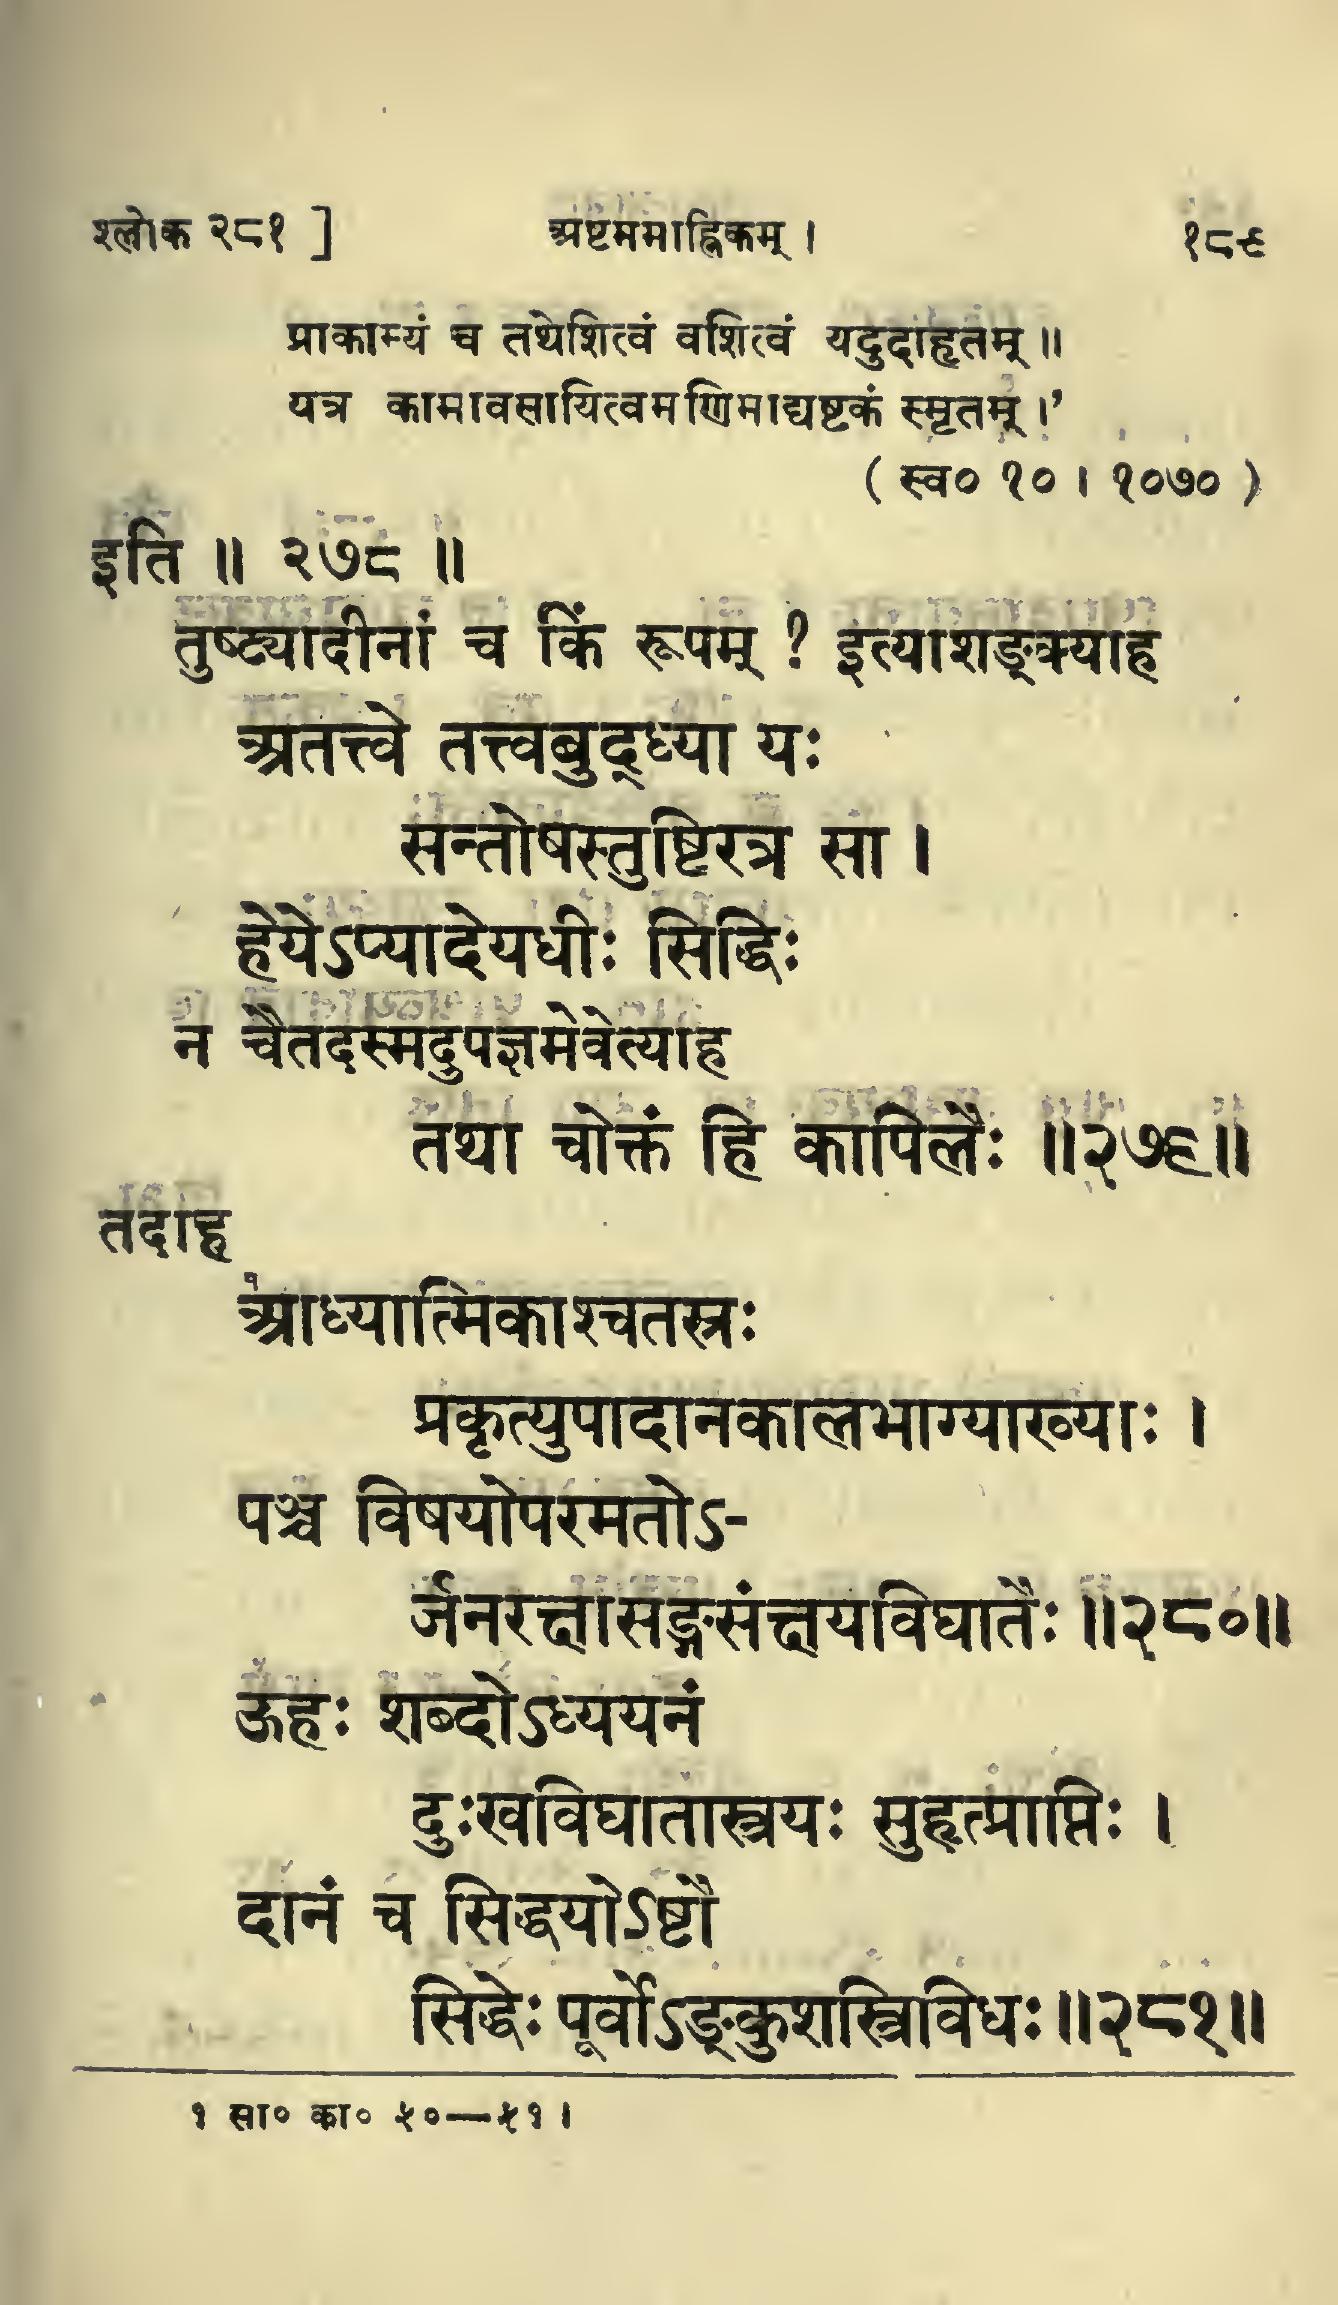 श्लोक २८१ ] अष्टममाह्निकम् । १८९
प्राकाम्यं च तथेशित्वं वशित्वं यदुदाहृतम् ॥
यत्र कामावसायित्वमणिमाद्यष्टकं स्मृतम् ।'
( स्व० १० । १०७० )
इति ॥ २७८ ॥
तुष्ट्यादीनां च किं रूपम् ? इत्याशङ्क्याह
अतत्त्वे तत्त्वबुद्ध्या यः
सन्तोषस्तुष्टिरत्र सा ।
हेयेऽप्यादेयधीः सिद्धिः
न चैतदस्मदुपज्ञमेवेत्याह
तथा चोक्तं हि कापिलैः ॥२७९॥
तदाह
१आध्यात्मिकाश्चतस्रः
प्रकृत्युपादानकालभाग्याख्याः ।
पञ्च विषयोपरमतोऽ-
र्जनरक्षासङ्गसंक्षयविघातैः ॥२८०॥
ऊहः शब्दोऽध्ययनं
दुःखविघातास्त्रयः सुहृत्प्राप्तिः ।
दानं च सिद्धयोऽष्टौ
सिद्धेः पूर्वोऽङ्कुशस्त्रिविधः ॥२८१॥
१ सा० का० ५०—५१ ।